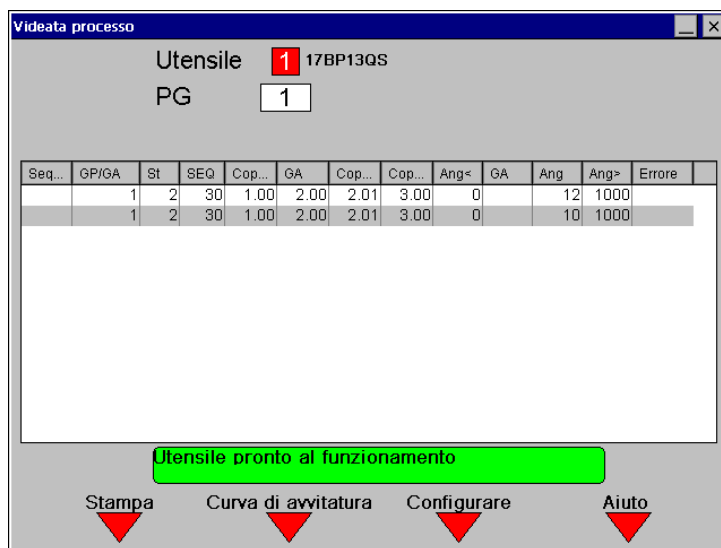 Videata processo
Utensile 1 17BP13QS
PG 1
Seq... GP/GA St SEQ Cop... GA Cop... Cop... Ang< GA Ang Ang> Errore
1 2 30 1.00 2.00 2.01 3.00 0 12 1000
1 2 30 1.00 2.00 2.01 3.00 0 10 1000
Utensile pronto al funzionamento
Stampa Curva di avvitatura Configurare Aiuto